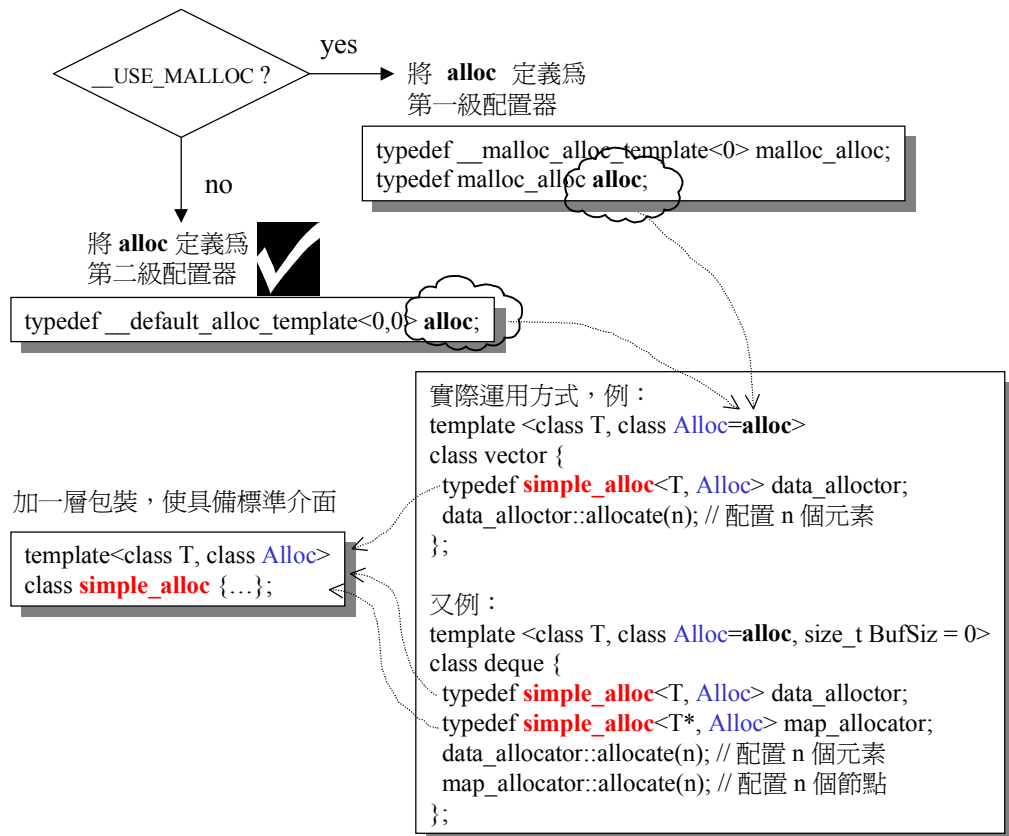 __USE_MALLOC ?
yes
將 alloc 定義為
第一級配置器
typedef __malloc_alloc_template<0> malloc_alloc;
typedef malloc_alloc alloc;
no
將 alloc 定義為
第二級配置器
typedef __default_alloc_template<0,0> alloc;
實際運用方式，例：
template <class T, class Alloc=alloc>
class vector {
typedef simple_alloc<T, Alloc> data_alloctor;
data_alloctor::allocate(n); // 配置 n 個元素
};
又例：
template <class T, class Alloc=alloc, size_t BufSiz = 0>
class deque {
typedef simple_alloc<T, Alloc> data_alloctor;
typedef simple_alloc<T*, Alloc> map_allocator;
data_allocator::allocate(n); // 配置 n 個元素
map_allocator::allocate(n); // 配置 n 個節點
};
加一層包裝，使具備標準介面
template<class T, class Alloc>
class simple_alloc {…};